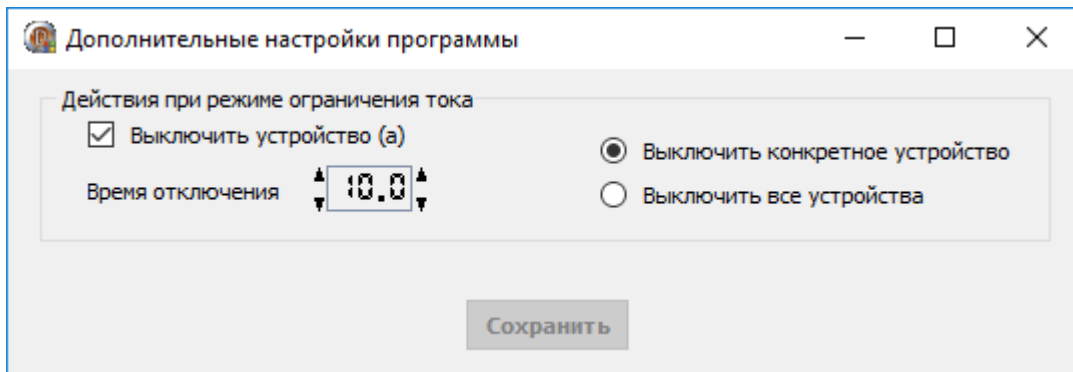 Дополнительные настройки программы
Действия при режиме ограничения тока
Выключить устройство (а)
Выключить конкретное устройство
Время отключения 10.0
Выключить все устройства
Сохранить